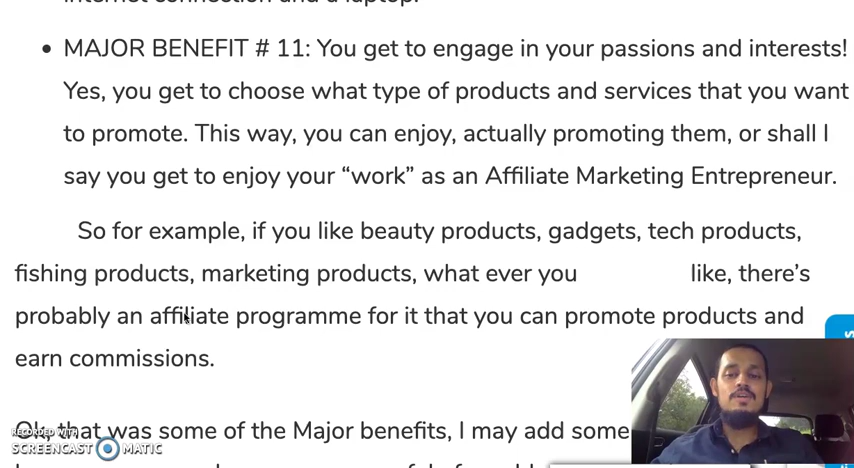 • MAJOR BENEFIT # 11: You get to engage in your passions and interests!
Yes, you get to choose what type of products and services that you want
to promote. This way, you can enjoy, actually promoting them, or shall I
say you get to enjoy your “work” as an Affiliate Marketing Entrepreneur.
So for example, if you like beauty products, gadgets, tech products,
fishing products, marketing products, what ever you like, there’s
probably an affiliate programme for it that you can promote products and
earn commissions.
Ok, that was some of the Major benefits, I may add some
RECORDED WITH
SCREENCAST MATIC